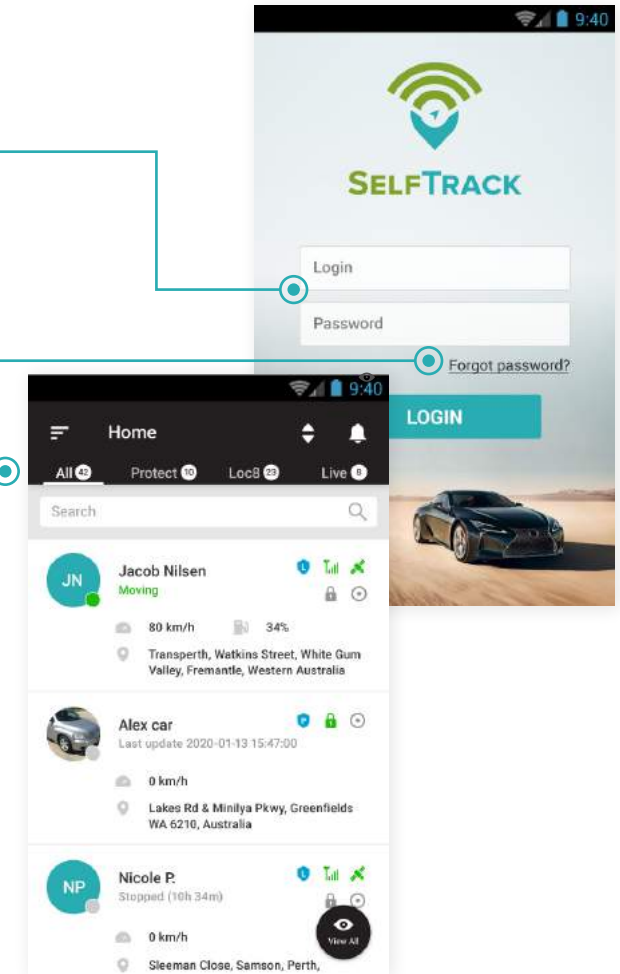 9:40
SELFTRACK
Login
Password
Forgot password?
LOGIN
9:40
Home
All 42 Protect 10 Loc8 23 Live 8
Search
JN
Jacob Nilsen
Moving
80 km/h 34%
Transperth, Watkins Street, White Gum
Valley, Fremantle, Western Australia
Alex car
Last update 2020-01-13 15:47:00
0 km/h
Lakes Rd & Minilya Pkwy, Greenfields
WA 6210, Australia
NP
Nicole P.
Stopped (10h 34m)
View All
0 km/h
Sleeman Close, Samson, Perth,